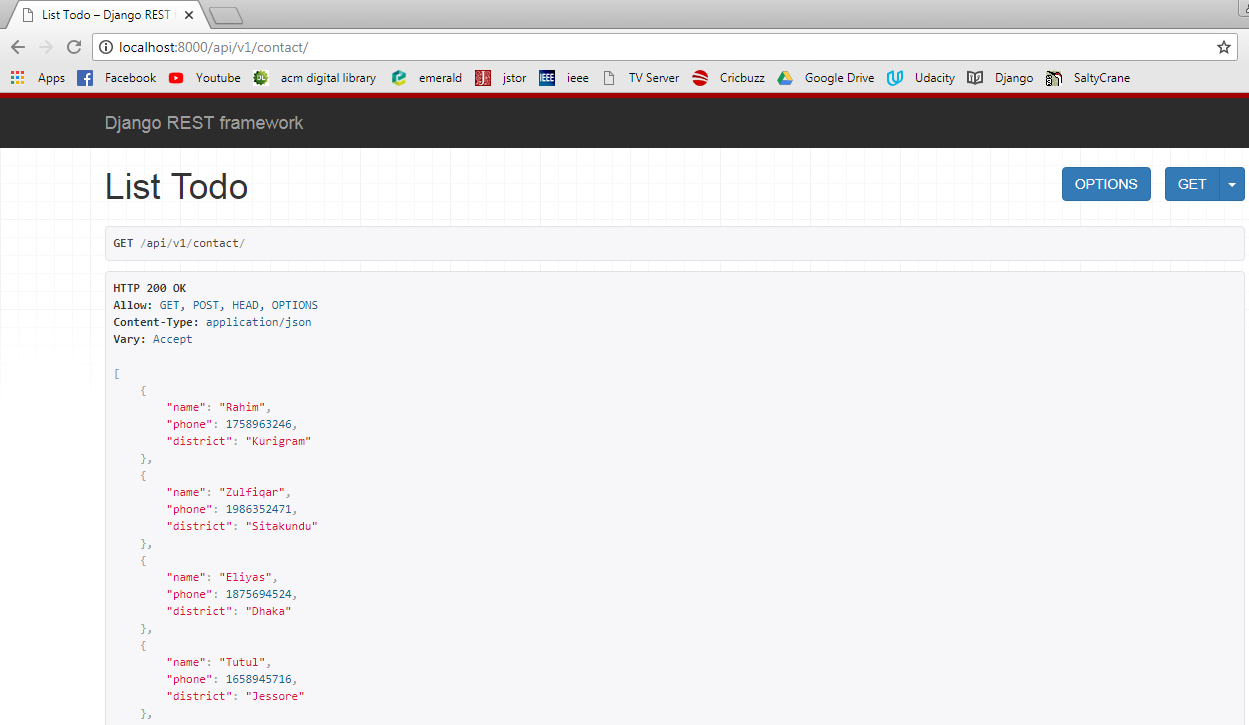 List Todo – Django REST
localhost:8000/api/v1/contact/
Apps Facebook Youtube acm digital library emerald jstor ieee TV Server Cricbuzz Google Drive Udacity Django SaltyCrane
Django REST framework
List Todo
OPTIONS GET
GET /api/v1/contact/
HTTP 200 OK
Allow: GET, POST, HEAD, OPTIONS
Content-Type: application/json
Vary: Accept
[
{
"name": "Rahim",
"phone": 1758963246,
"district": "Kurigram"
},
{
"name": "Zulfiqar",
"phone": 1986352471,
"district": "Sitakundu"
},
{
"name": "Eliyas",
"phone": 1875694524,
"district": "Dhaka"
},
{
"name": "Tutul",
"phone": 1658945716,
"district": "Jessore"
},